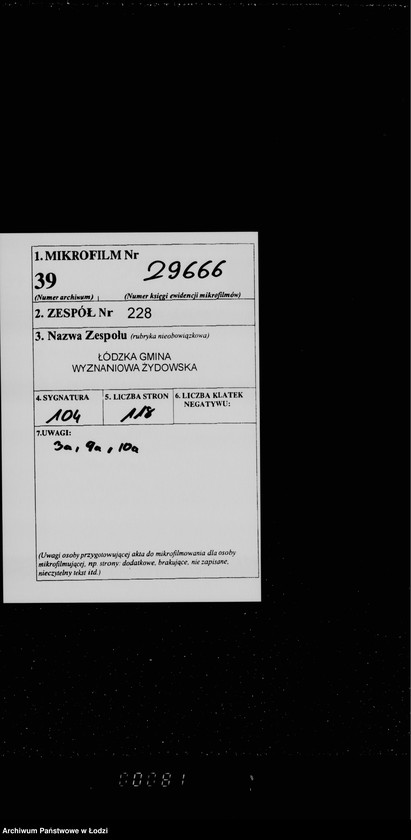 1. MIKROFILM Nr
39
29666
(Numer archiwum)
(Numer księgi ewidencji mikrofilmów)
2. ZESPÓŁ Nr 228
3. Nazwa Zespołu (rubryka nieobowiązkowa)
ŁÓDZKA GMINA
WYZNANIOWA ŻYDOWSKA
4. SYGNATURA
104
5. LICZBA STRON
118
6. LICZBA KLATEK
NEGATYWU:
7.UWAGI:
3a, 9a, 10a
(Uwagi osoby przygotowującej akta do mikrofilmowania dla osoby
mikrofilmującej, np. strony: dodatkowe, brakujące, nie zapisane,
nieczytelny tekst itd.)
00081
Archiwum Państwowe w Łodzi